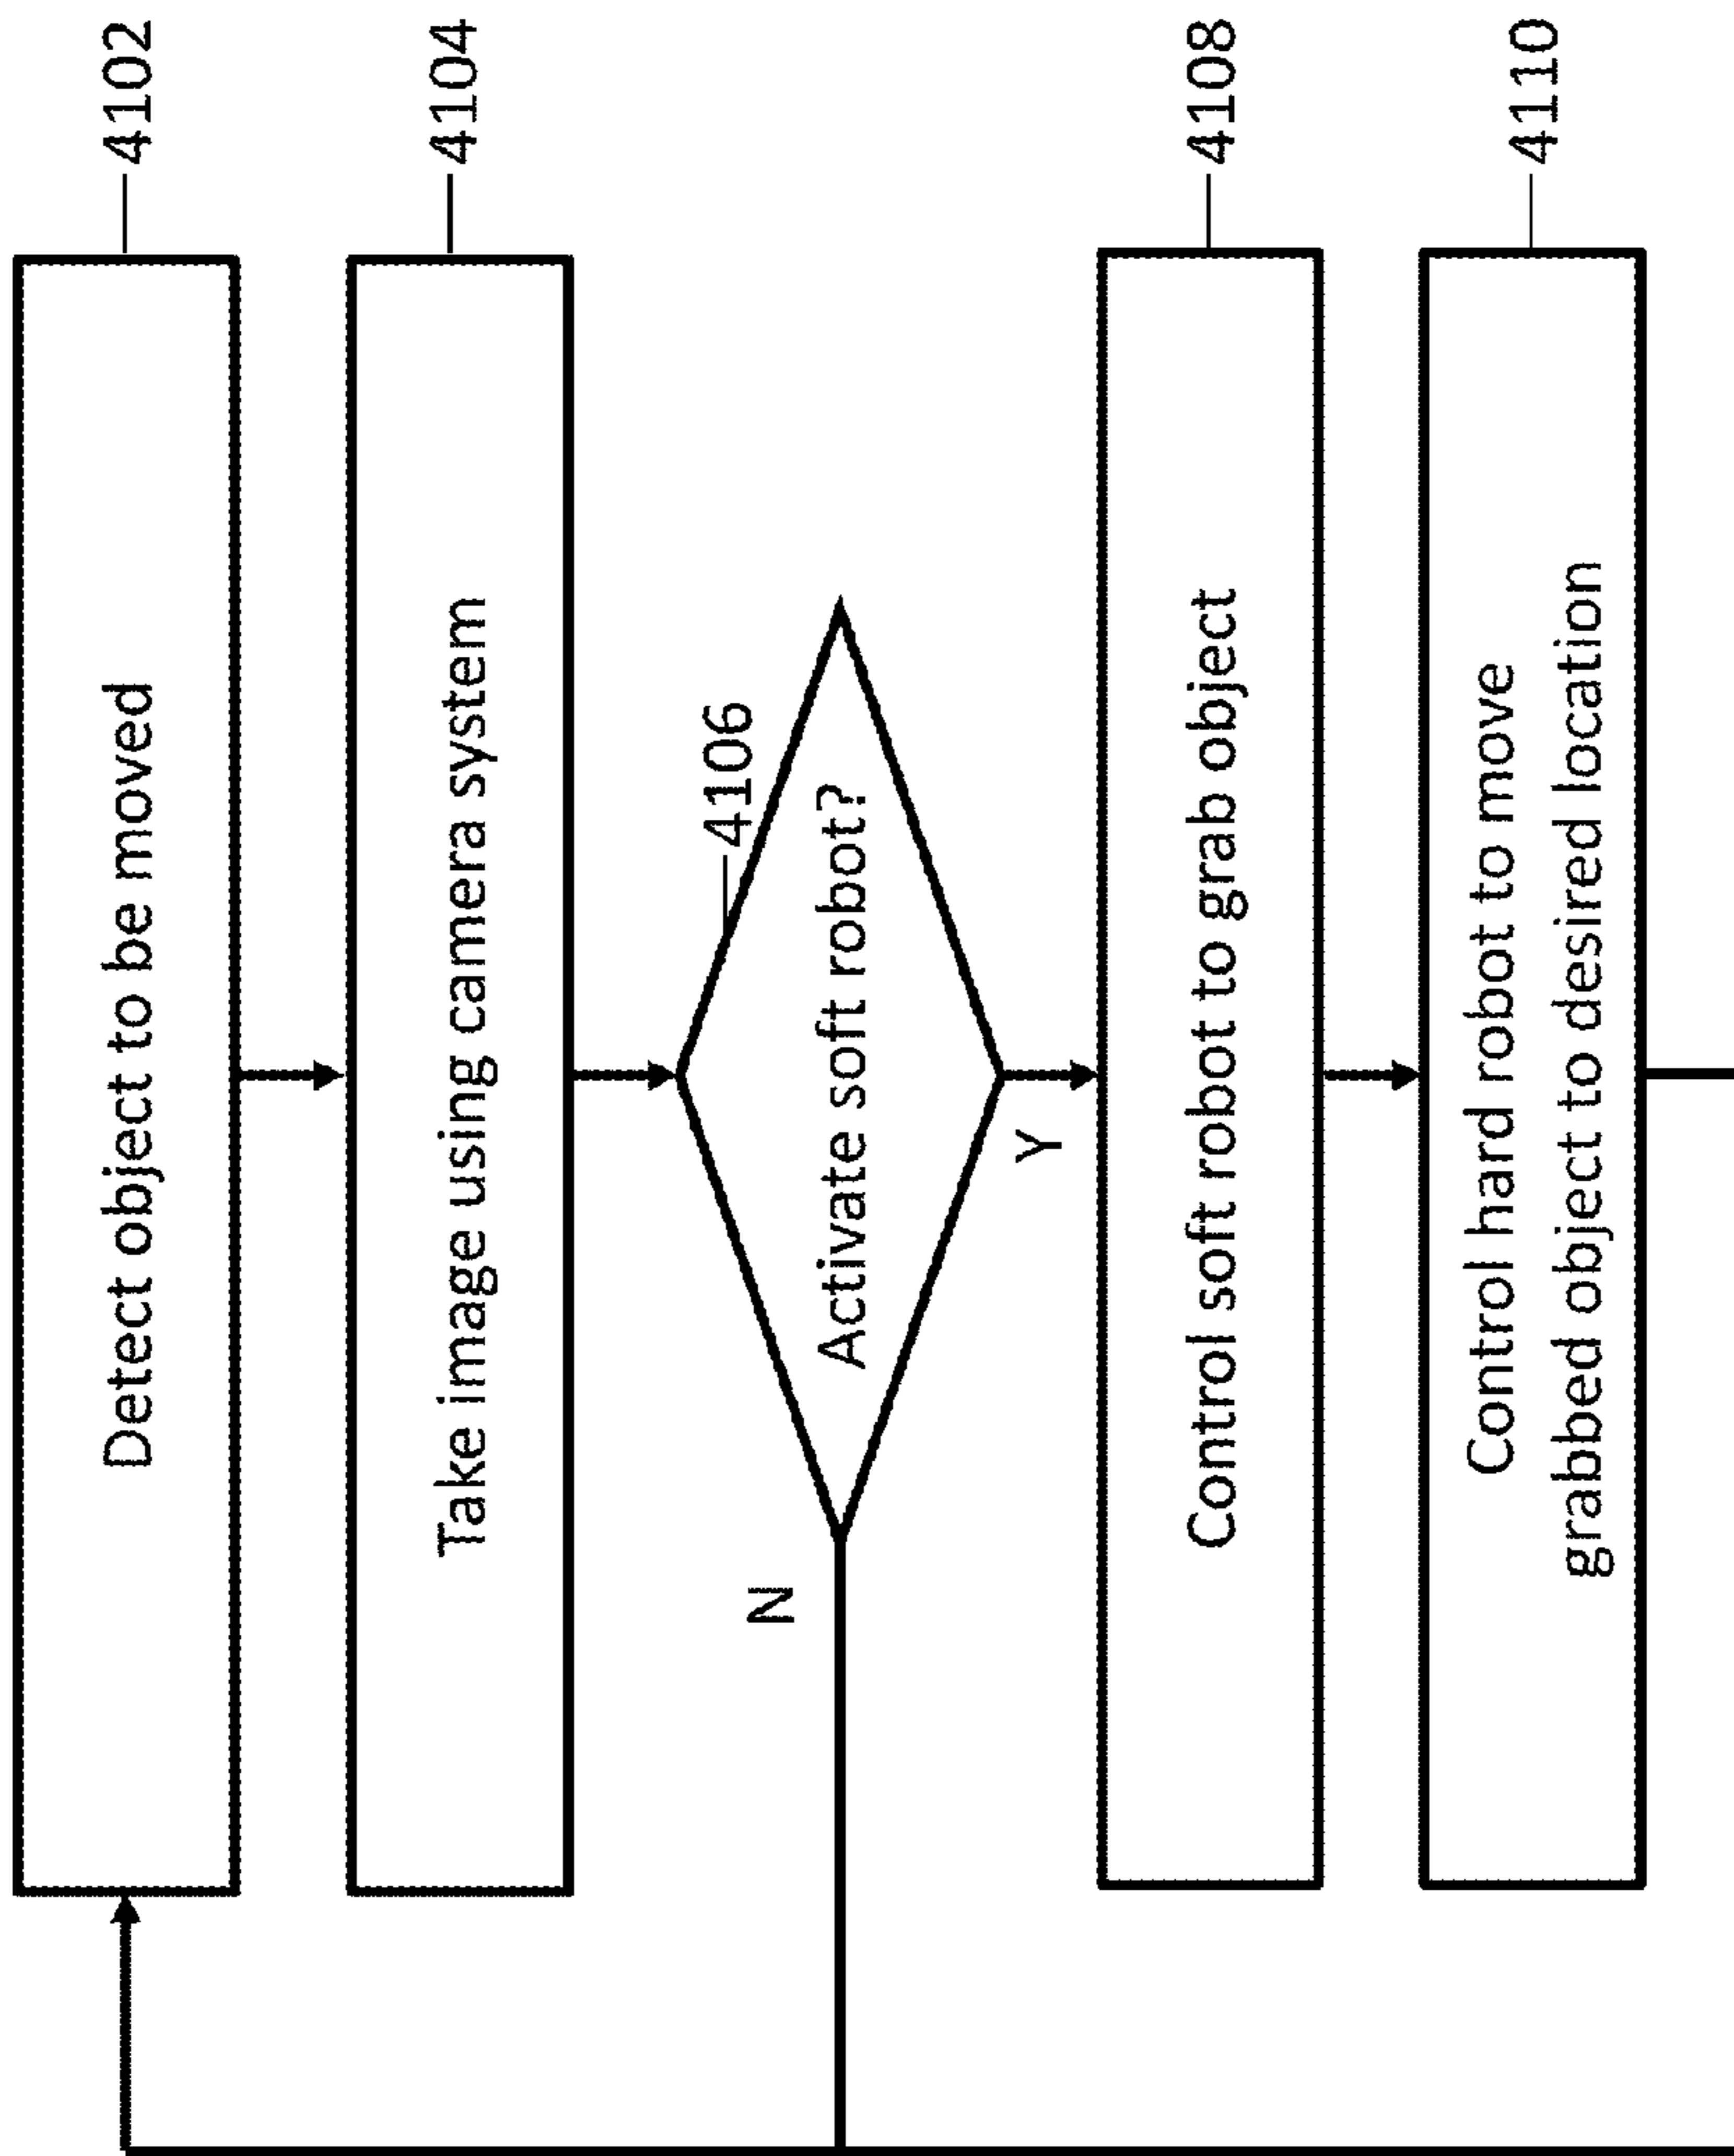 Detect object to be moved
4102
Take image using camera system
4104
4106
Activate soft robot?
N
Y
Control soft robot to grab object
4108
Control hard robot to move
grabbed object to desired location
4110